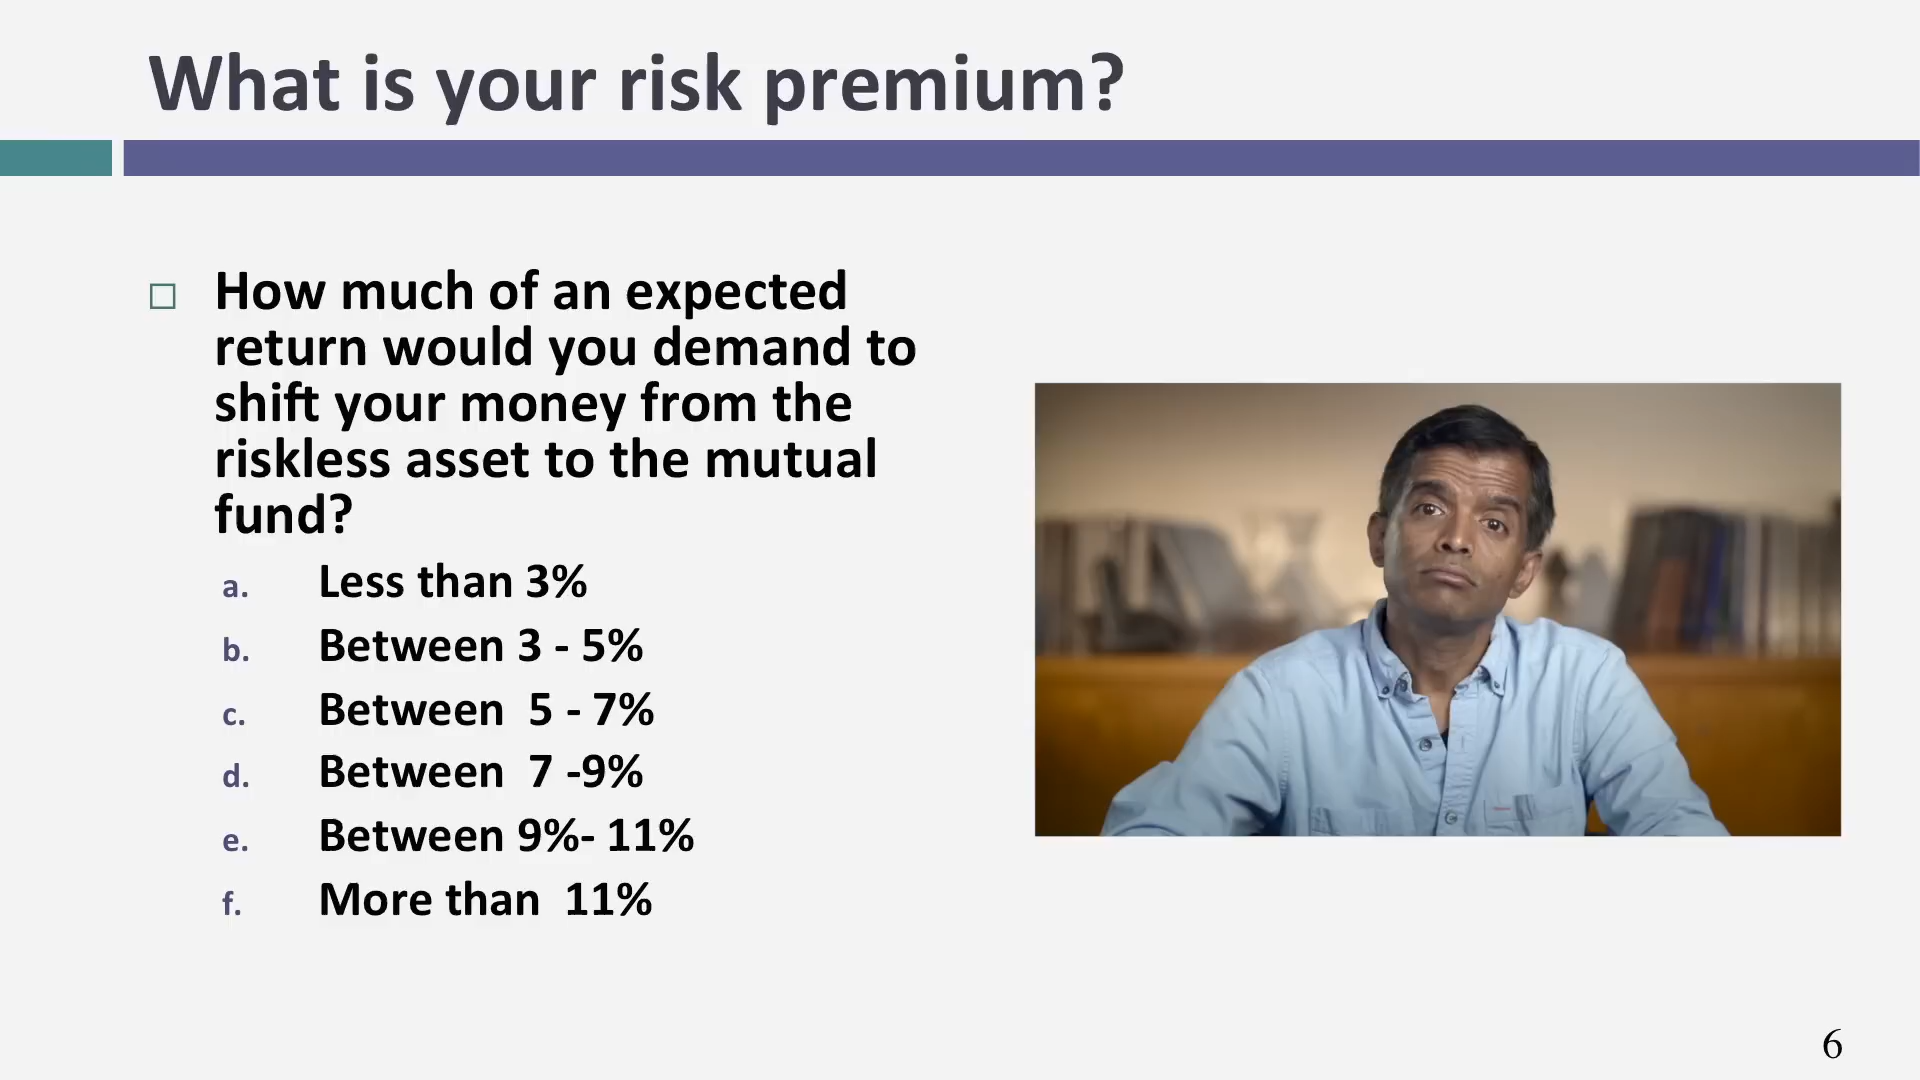 What is your risk premium?
How much of an expected
return would you demand to
shift your money from the
riskless asset to the mutual
fund?
a. Less than 3%
b. Between 3 - 5%
c. Between 5 - 7%
d. Between 7 -9%
e. Between 9%- 11%
f. More than 11%
6